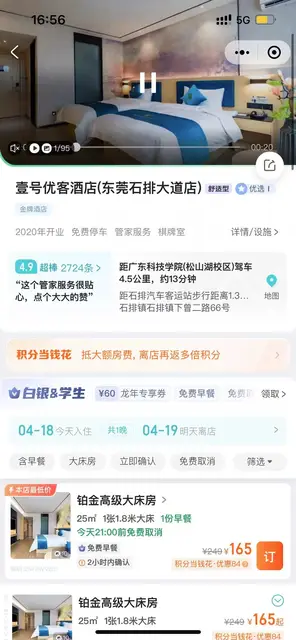 16:56
5G
1/95
00:20
壹号优客酒店(东莞石排大道店)
舒适型
优选
金牌酒店
2020年开业 免费停车 管家服务 棋牌室
详情/设施>
4.9 超棒 2724条>
距广东科技学院(松山湖校区)驾车4.5公里，约13分钟
“这个管家服务很贴心，点个大大的赞”
距石排汽车客运站步行距离1.3...
石排镇石排镇下曾二路66号
地图
积分当钱花 抵大额房费，离店再返多倍积分
白银&学生
¥60 龙年专享券
免费早餐
领取>
04-18 今天入住 共1晚 04-19 明天离店
含早餐
大床房
立即确认
免费取消
筛选
本店最低价
铂金高级大床房>
25㎡ 1张1.8米大床 1份早餐
今天21:00前免费取消
免费早餐
2小时内确认
¥249 ¥165
积分当钱花·优惠84
订
铂金高级大床房
25㎡ 1张1.8米大床
¥249 ¥165起
积分当钱花·优惠84